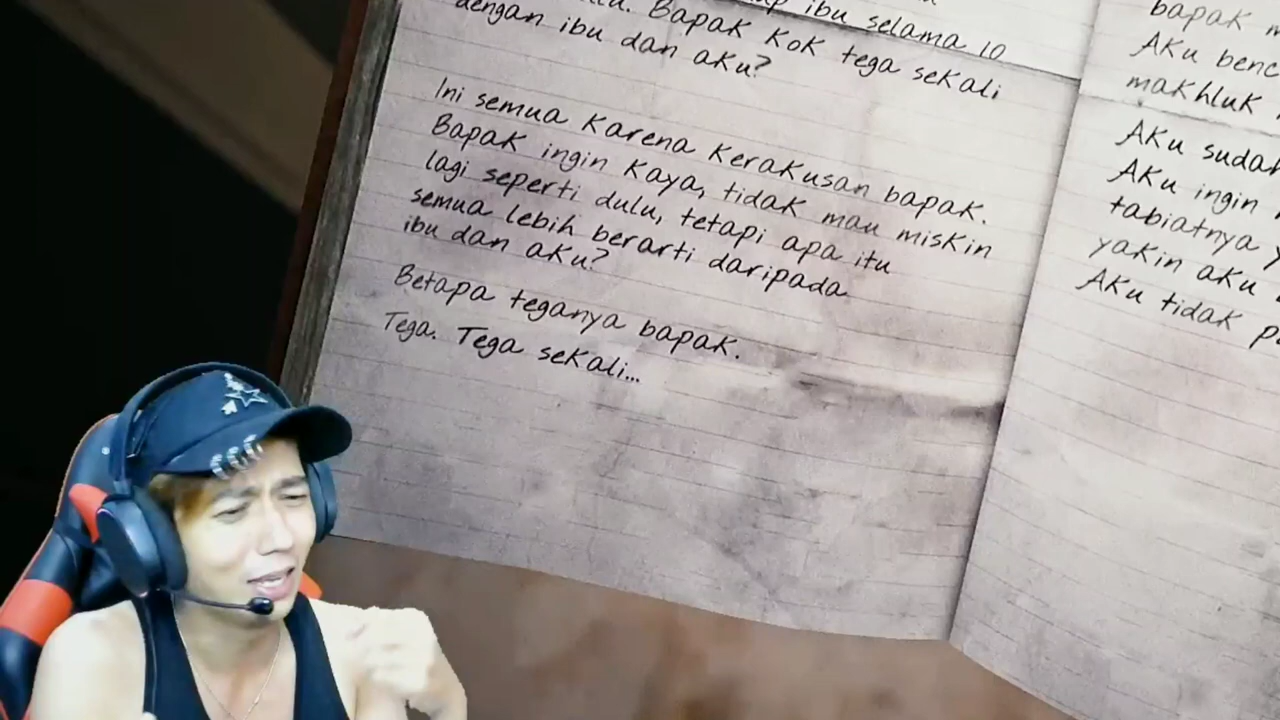 ibu selama 10
Bapak kok tega sekali
dengan ibu dan aku?
Ini semua karena kerakusan bapak.
Bapak ingin kaya, tidak mau miskin
lagi seperti dulu, tetapi apa itu
semua lebih berarti daripada
ibu dan aku?
Betapa teganya bapak.
Tega. Tega sekali...
bapak
Aku
makhluk
Aku
Aku ingin
tabiatnya
yakin aku
Aku tidak